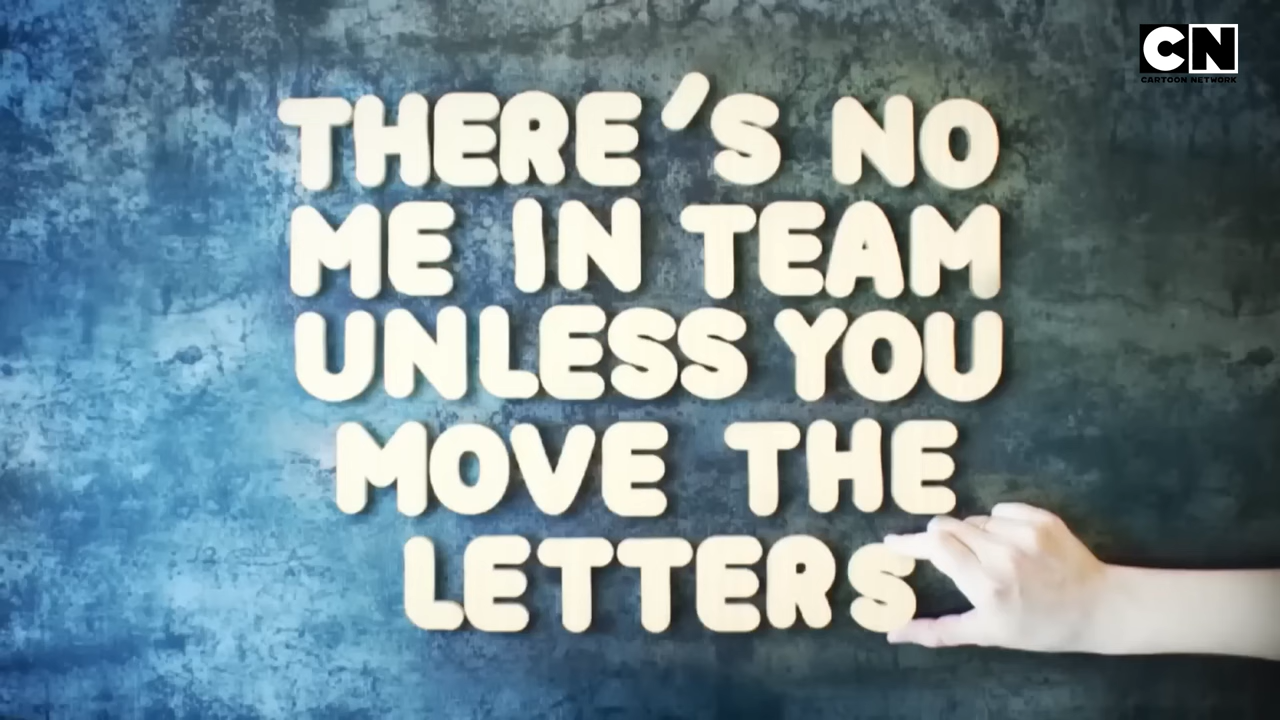 CN
CARTOON NETWORK
THERE'S NO
ME IN TEAM
UNLESS YOU
MOVE THE
LETTERS